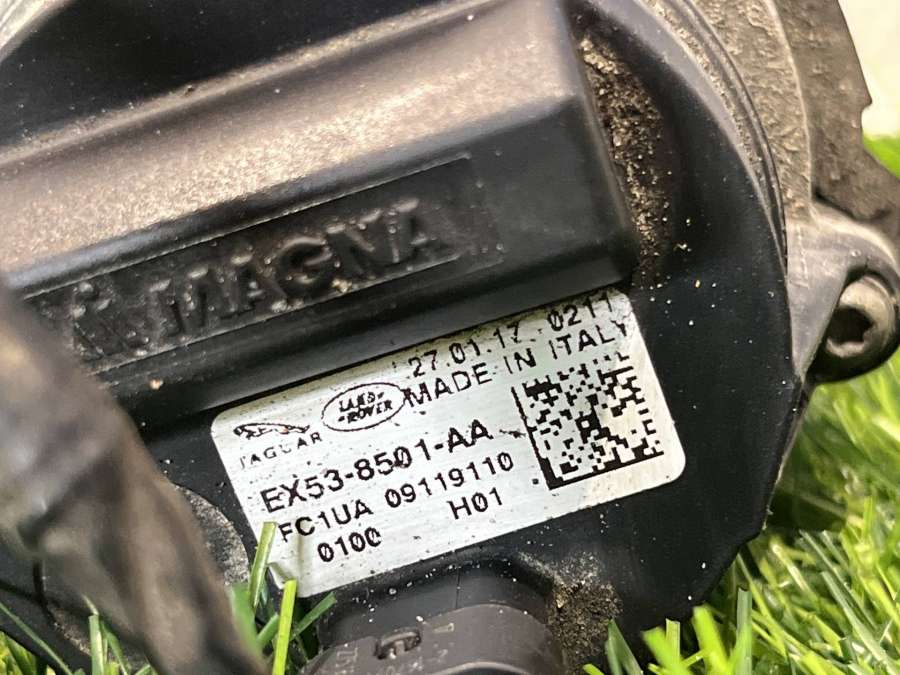 MAGNA
27.01.17 0211
MADE IN ITALY
JAGUAR
LAND-
-ROVER
EX53-8501-AA
FC1UA 09119110
0100 H01